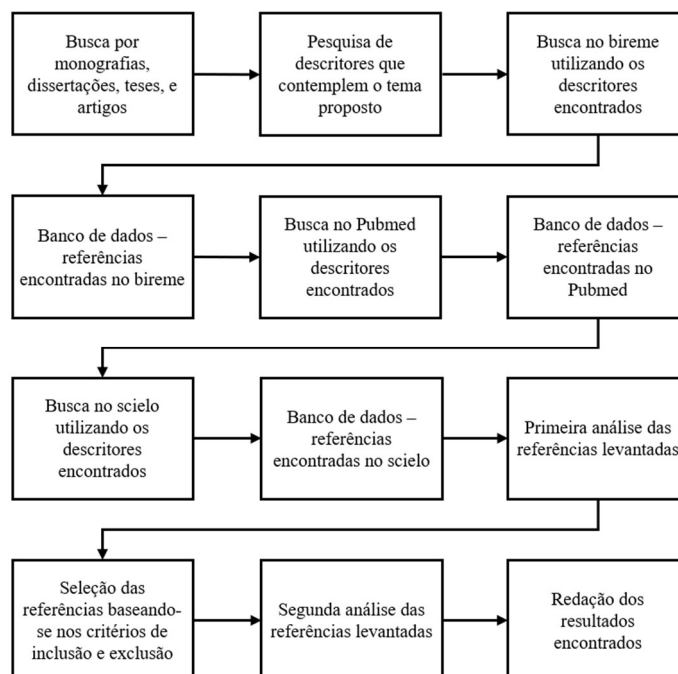 Busca por
monografias,
dissertações, teses, e
artigos
Pesquisa de
descritores que
contemplem o tema
proposto
Busca no bireme
utilizando os
descritores
encontrados
Banco de dados –
referências
encontradas no bireme
Busca no Pubmed
utilizando os
descritores
encontrados
Banco de dados –
referências
encontradas no
Pubmed
Busca no scielo
utilizando os
descritores
encontrados
Banco de dados –
referências
encontradas no scielo
Primeira análise das
referências levantadas
Seleção das
referências baseando-
se nos critérios de
inclusão e exclusão
Segunda análise das
referências levantadas
Redação dos
resultados
encontrados